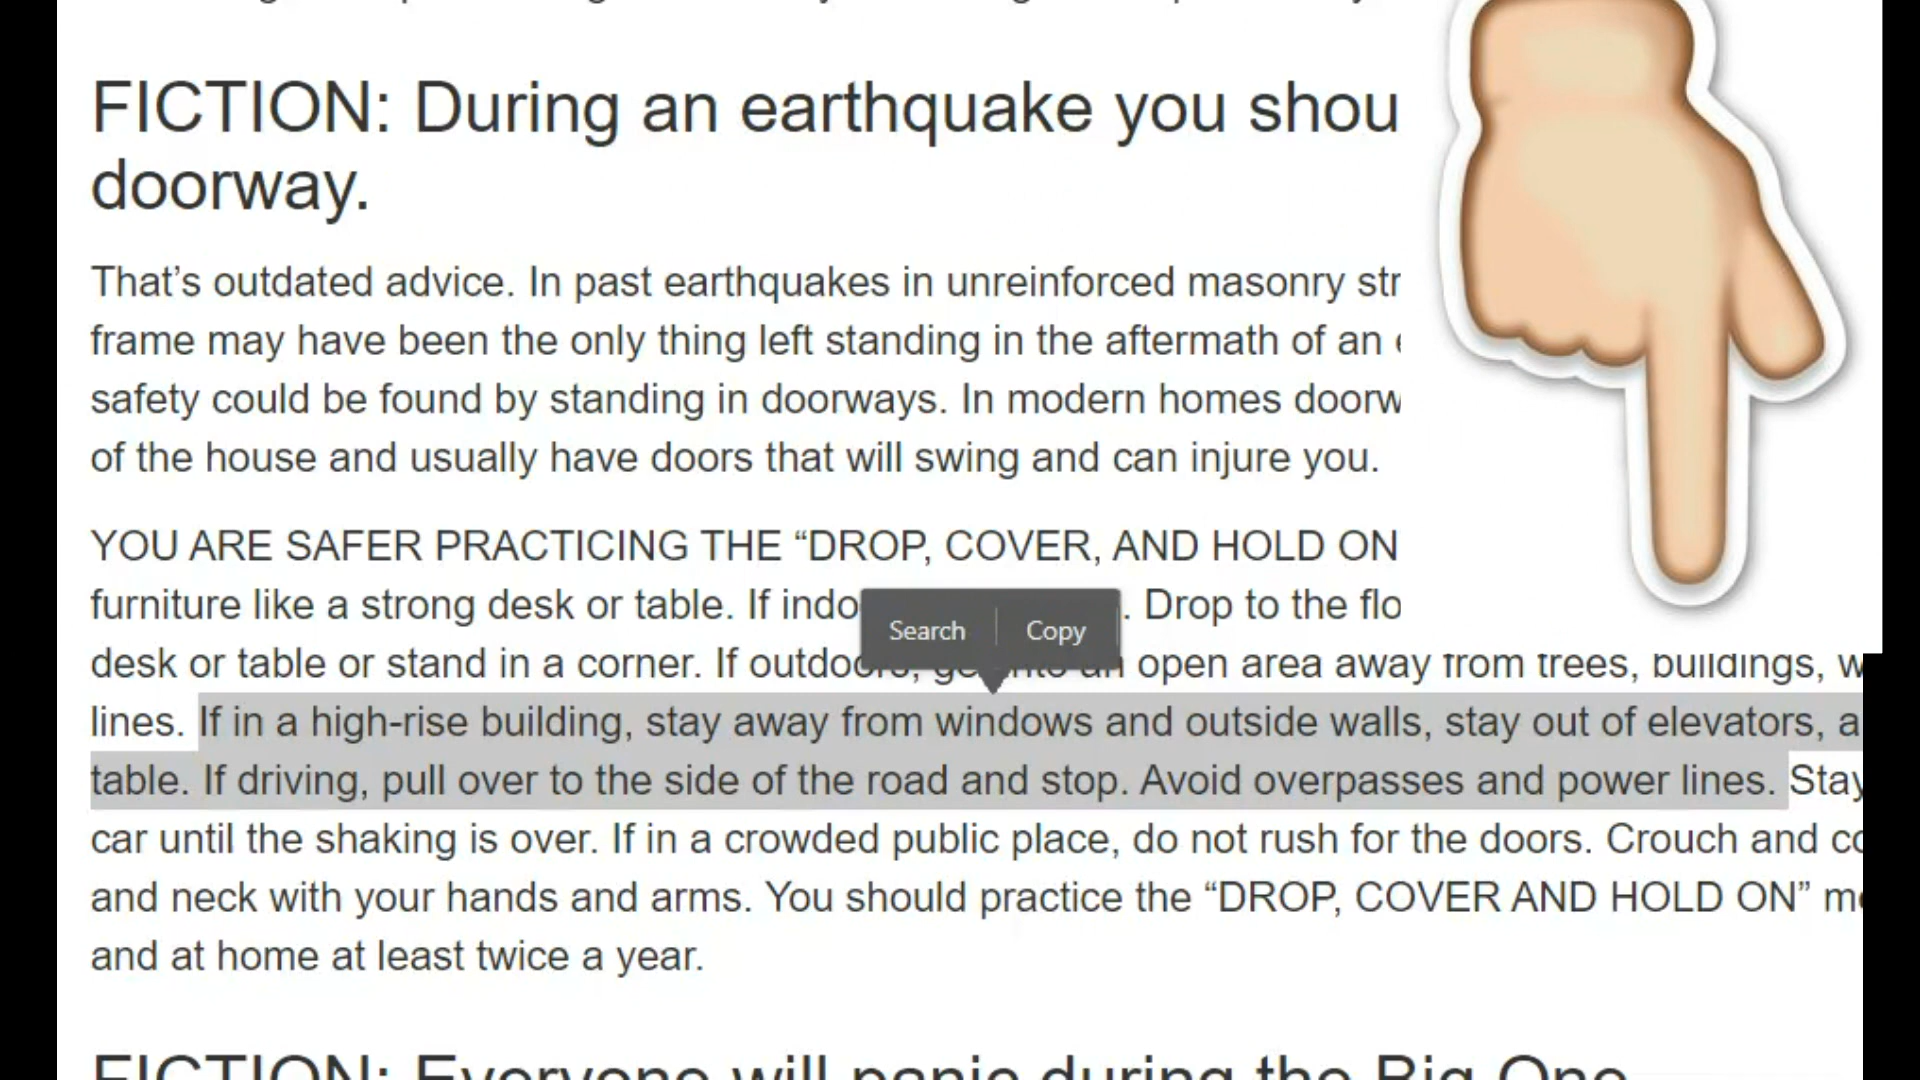 FICTION: During an earthquake you shou
doorway.
That’s outdated advice. In past earthquakes in unreinforced masonry str
frame may have been the only thing left standing in the aftermath of an
safety could be found by standing in doorways. In modern homes doorw
of the house and usually have doors that will swing and can injure you.
YOU ARE SAFER PRACTICING THE “DROP, COVER, AND HOLD ON
furniture like a strong desk or table. If indo . Drop to the flo
Search Copy
desk or table or stand in a corner. If outdoors, get into an open area away from trees, buildings, w
lines. If in a high-rise building, stay away from windows and outside walls, stay out of elevators, a
table. If driving, pull over to the side of the road and stop. Avoid overpasses and power lines. Stay
car until the shaking is over. If in a crowded public place, do not rush for the doors. Crouch and co
and neck with your hands and arms. You should practice the “DROP, COVER AND HOLD ON” me
and at home at least twice a year.
FICTION: Everyone will panic during the Big One